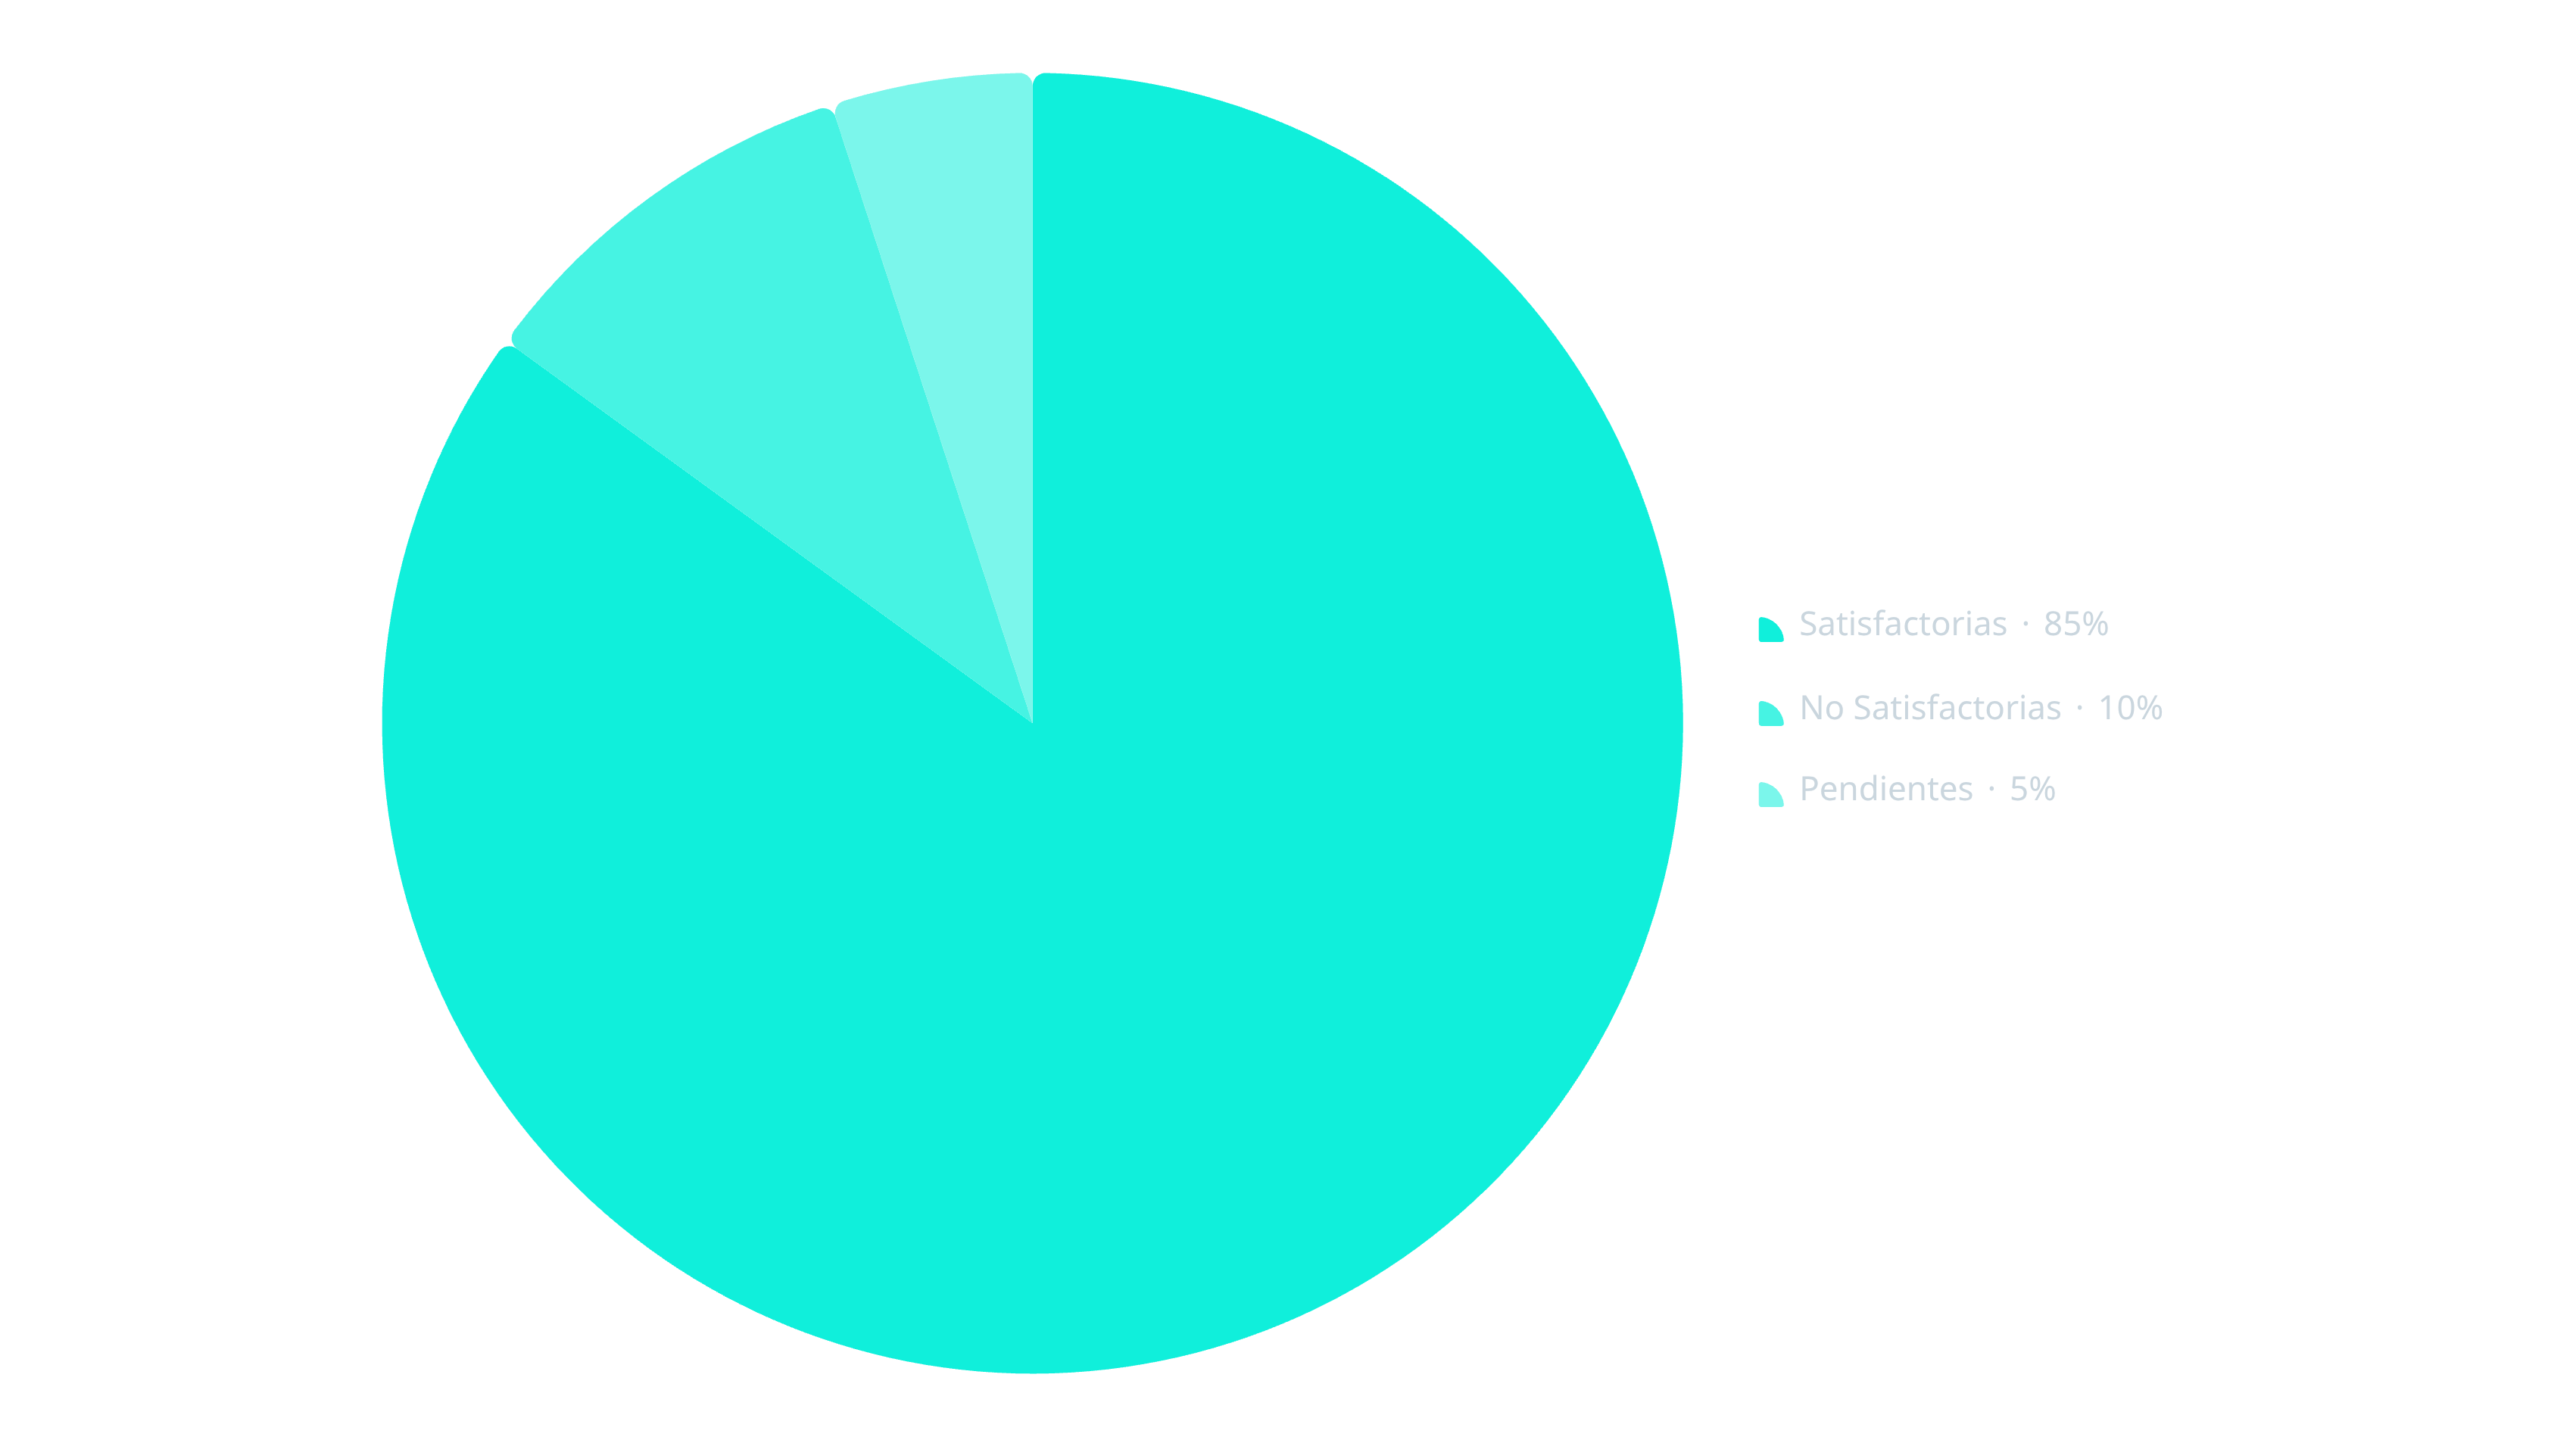 Satisfactorias · 85%
No Satisfactorias · 10%
Pendientes · 5%